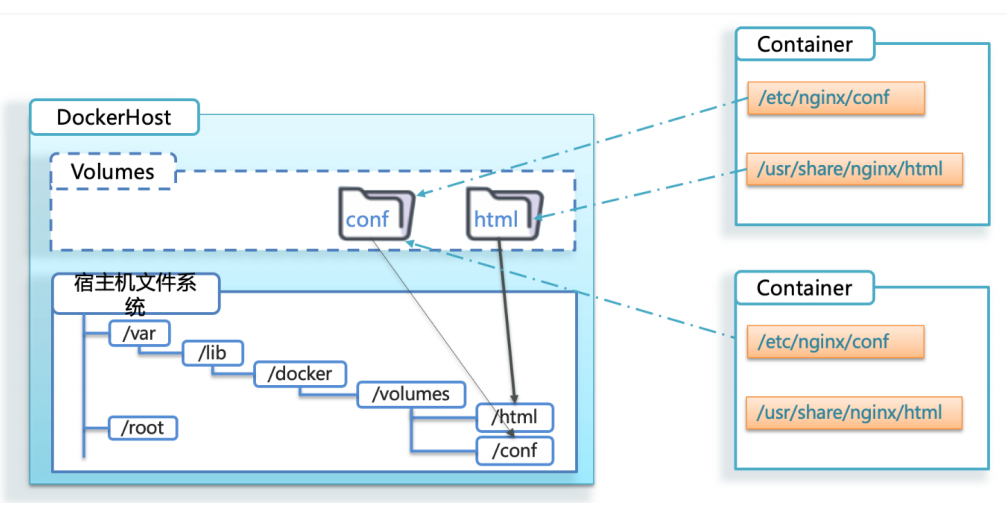 DockerHost
Volumes
conf
html
宿主机文件系
统
/var
/lib
/docker
/volumes
/html
/root
/conf
Container
/etc/nginx/conf
/usr/share/nginx/html
Container
/etc/nginx/conf
/usr/share/nginx/html